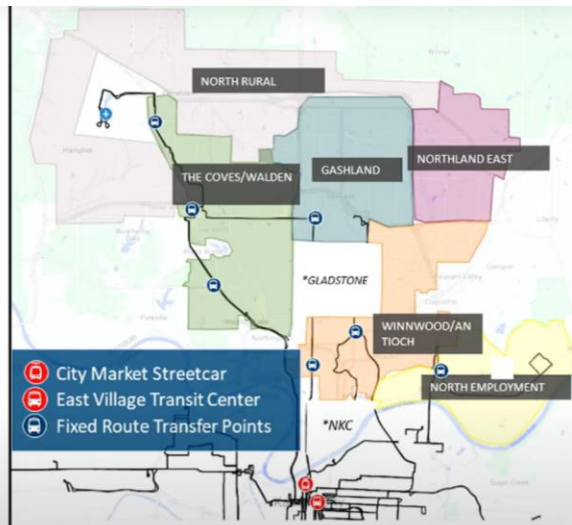 NORTH RURAL
THE COVES/WALDEN
GASHLAND
NORTHLAND EAST
*GLADSTONE
WINNWOOD/AN
TIOCH
NORTH EMPLOYMENT
*NKC
City Market Streetcar
East Village Transit Center
Fixed Route Transfer Points